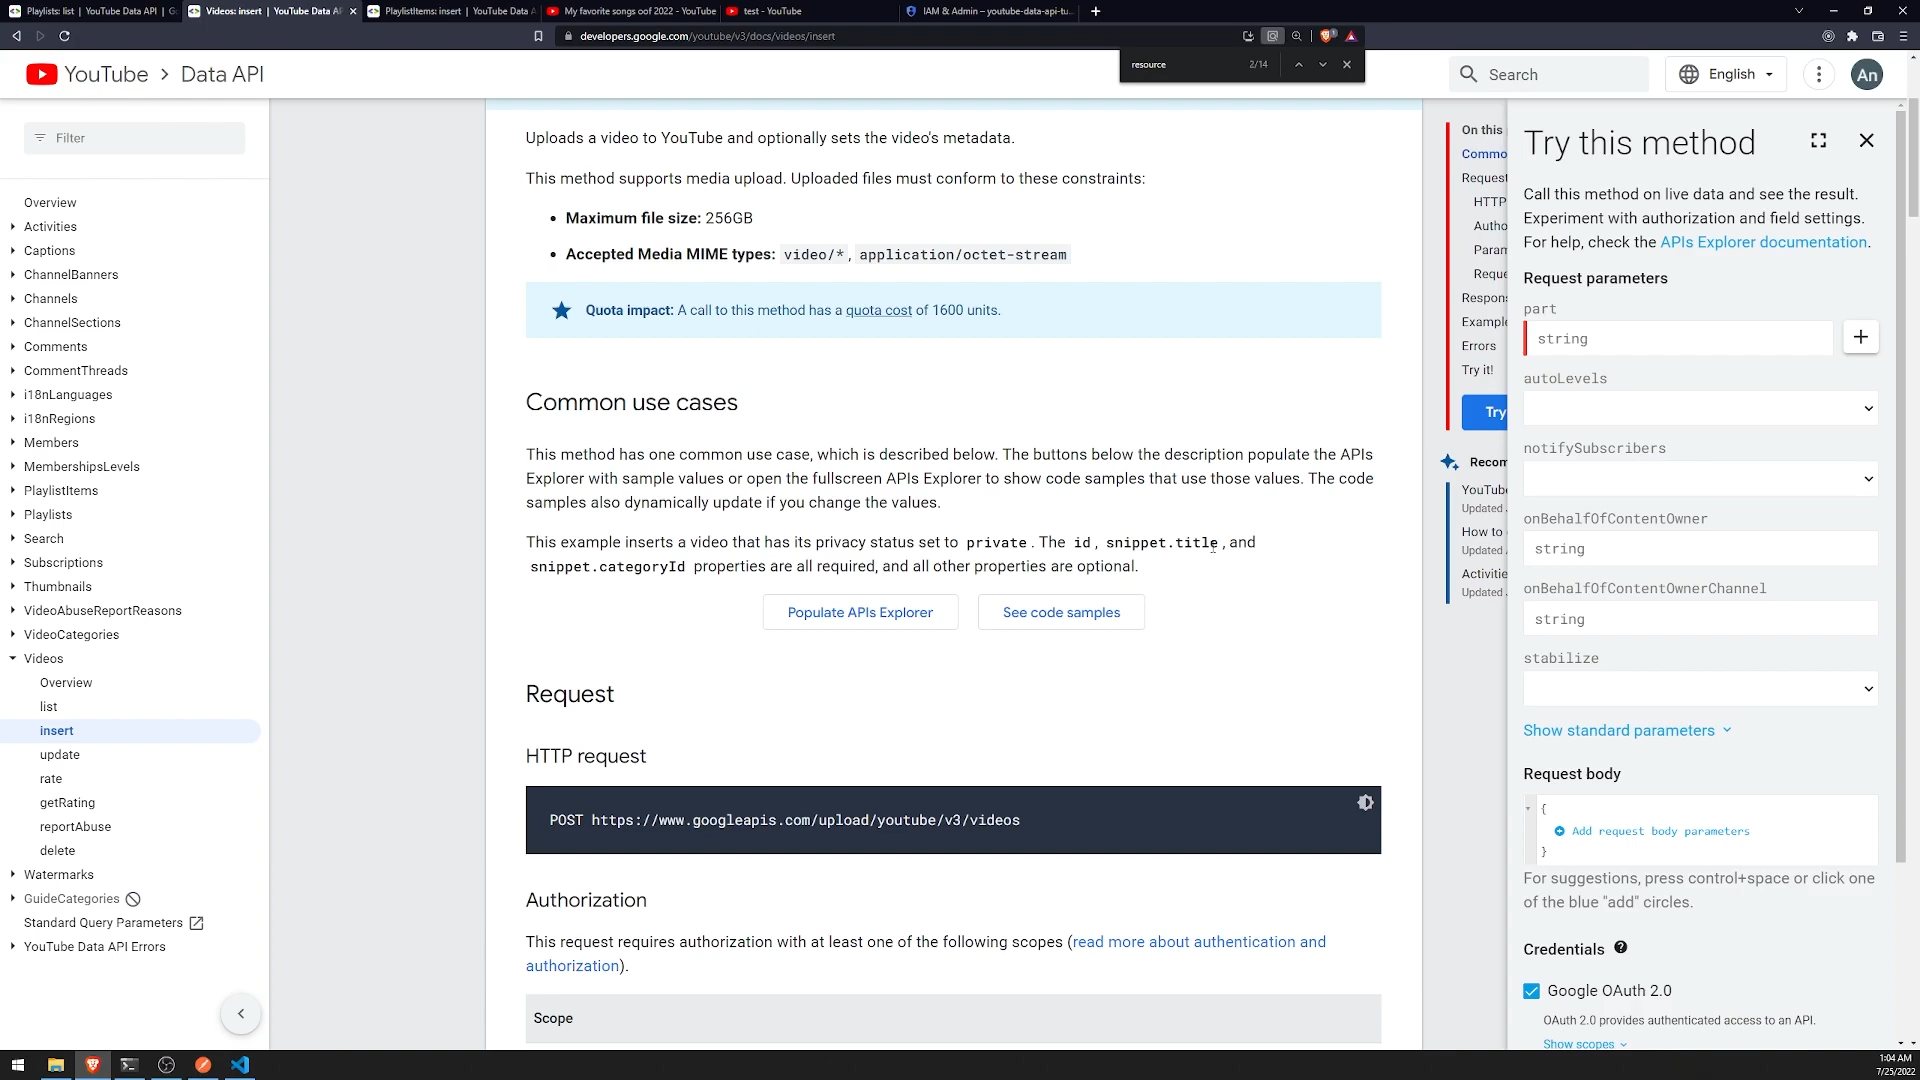 Playlists: list | YouTube Data API | G
Videos: insert | YouTube Data AP
PlaylistItems: insert | YouTube Data A
My favorite songs oof 2022 - YouTube
test - YouTube
IAM & Admin – youtube-data-api-tu
developers.google.com/youtube/v3/docs/videos/insert
resource
2/14
YouTube
Data API
Search
English
An
Filter
Overview
Activities
Captions
ChannelBanners
Channels
ChannelSections
Comments
CommentThreads
i18nLanguages
i18nRegions
Members
MembershipsLevels
PlaylistItems
Playlists
Search
Subscriptions
Thumbnails
VideoAbuseReportReasons
VideoCategories
Videos
Overview
list
insert
update
rate
getRating
reportAbuse
delete
Watermarks
GuideCategories
Standard Query Parameters
YouTube Data API Errors
Uploads a video to YouTube and optionally sets the video's metadata.
This method supports media upload. Uploaded files must conform to these constraints:
• Maximum file size: 256GB
• Accepted Media MIME types: video/*, application/octet-stream
Quota impact: A call to this method has a quota cost of 1600 units.
Common use cases
This method has one common use case, which is described below. The buttons below the description populate the APIs
Explorer with sample values or open the fullscreen APIs Explorer to show code samples that use those values. The code
samples also dynamically update if you change the values.
This example inserts a video that has its privacy status set to private. The id, snippet.title, and
snippet.categoryId properties are all required, and all other properties are optional.
Populate APIs Explorer
See code samples
Request
HTTP request
POST https://www.googleapis.com/upload/youtube/v3/videos
Authorization
This request requires authorization with at least one of the following scopes (read more about authentication and
authorization).
Scope
On this
Commo
Request
HTTP
Autho
Param
Reque
Respons
Example
Errors
Try it!
Try
Recom
YouTube
Updated
How to
Updated
Activitie
Updated
Try this method
Call this method on live data and see the result.
Experiment with authorization and field settings.
For help, check the APIs Explorer documentation.
Request parameters
part
string
autoLevels
notifySubscribers
onBehalfOfContentOwner
string
onBehalfOfContentOwnerChannel
string
stabilize
Show standard parameters
Request body
{
Add request body parameters
}
For suggestions, press control+space or click one
of the blue "add" circles.
Credentials
Google OAuth 2.0
OAuth 2.0 provides authenticated access to an API.
Show scopes
1:04 AM
7/25/2022